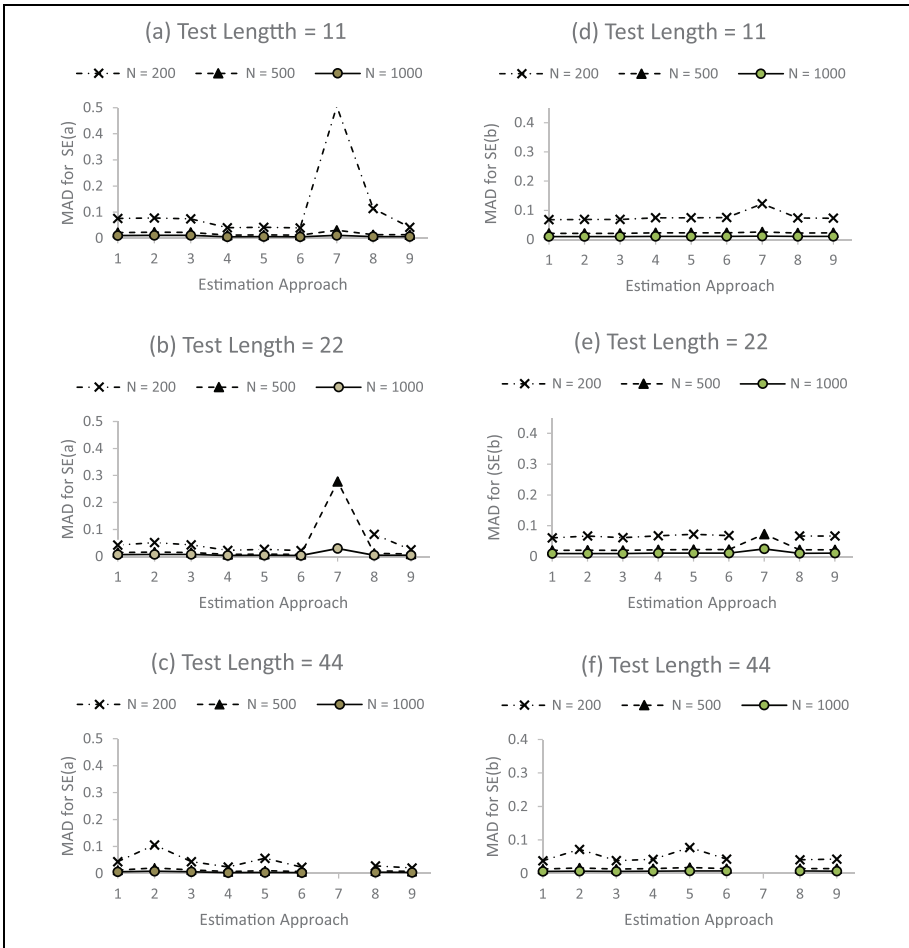 (a) Test Lengtth = 11
N = 200 N = 500 N = 1000
MAD for SE(a)
0.5
0.4
0.3
0.2
0.1
0
1 2 3 4 5 6 7 8 9
Estimation Approach
(d) Test Length = 11
N = 200 N = 500 N = 1000
MAD for SE(b)
0.4
0.3
0.2
0.1
0
1 2 3 4 5 6 7 8 9
Estimation Approach
(b) Test Length = 22
N = 200 N = 500 N = 1000
MAD for SE(a)
0.5
0.4
0.3
0.2
0.1
0
1 2 3 4 5 6 7 8 9
Estimation Approach
(e) Test Length = 22
N = 200 N = 500 N = 1000
MAD for (SE(b)
0.4
0.3
0.2
0.1
0
1 2 3 4 5 6 7 8 9
Estimation Approach
(c) Test Length = 44
N = 200 N = 500 N = 1000
MAD for SE(a)
0.5
0.4
0.3
0.2
0.1
0
1 2 3 4 5 6 7 8 9
Estimation Approach
(f) Test Length = 44
N = 200 N = 500 N = 1000
MAD for SE(b)
0.4
0.3
0.2
0.1
0
1 2 3 4 5 6 7 8 9
Estimation Approach